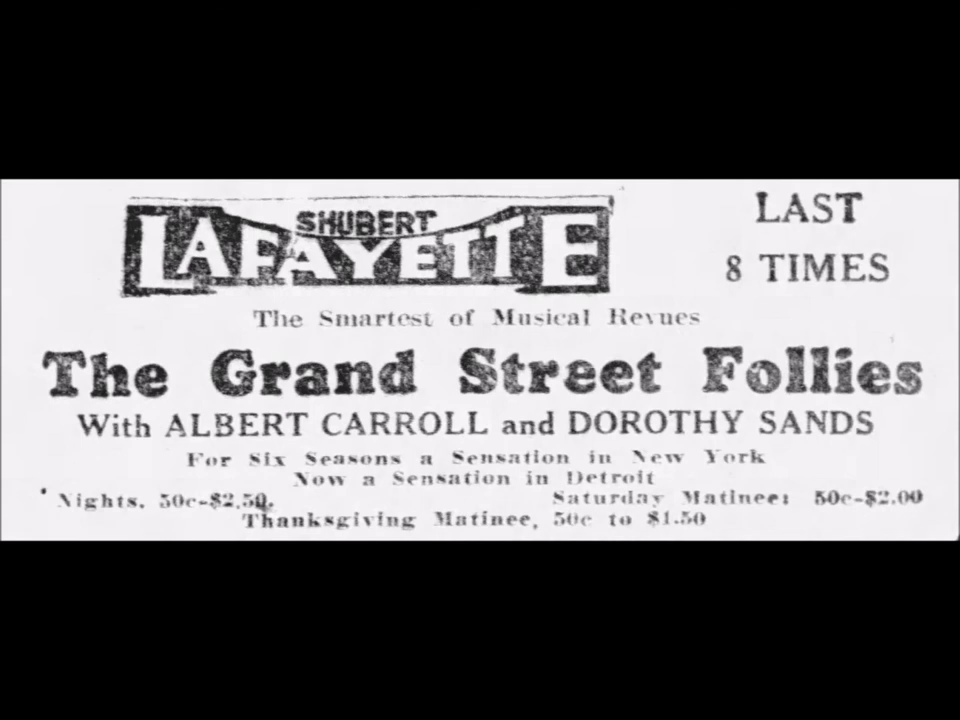 SHUBERT
LAFAYETTE
LAST
8 TIMES
The Smartest of Musical Revues
The Grand Street Follies
With ALBERT CARROLL and DOROTHY SANDS
For Six Seasons a Sensation in New York
Now a Sensation in Detroit
Nights, 50c-$2.50. Saturday Matinee: 50c-$2.00
Thanksgiving Matinee, 50c to $1.50